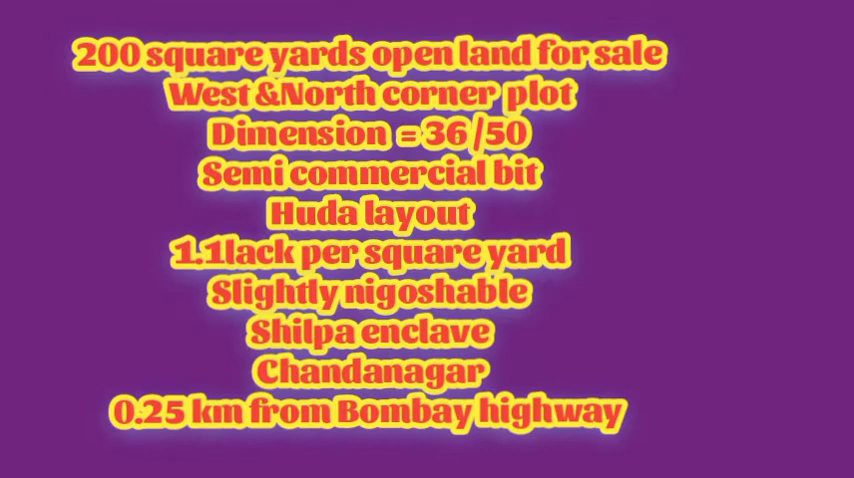 200 square yards open land for sale
West &North corner plot
Dimension = 36/50
Semi commercial bit
Huda layout
1.1lack per square yard
Slightly nigoshable
Shilpa enclave
Chandanagar
0.25 km from Bombay highway